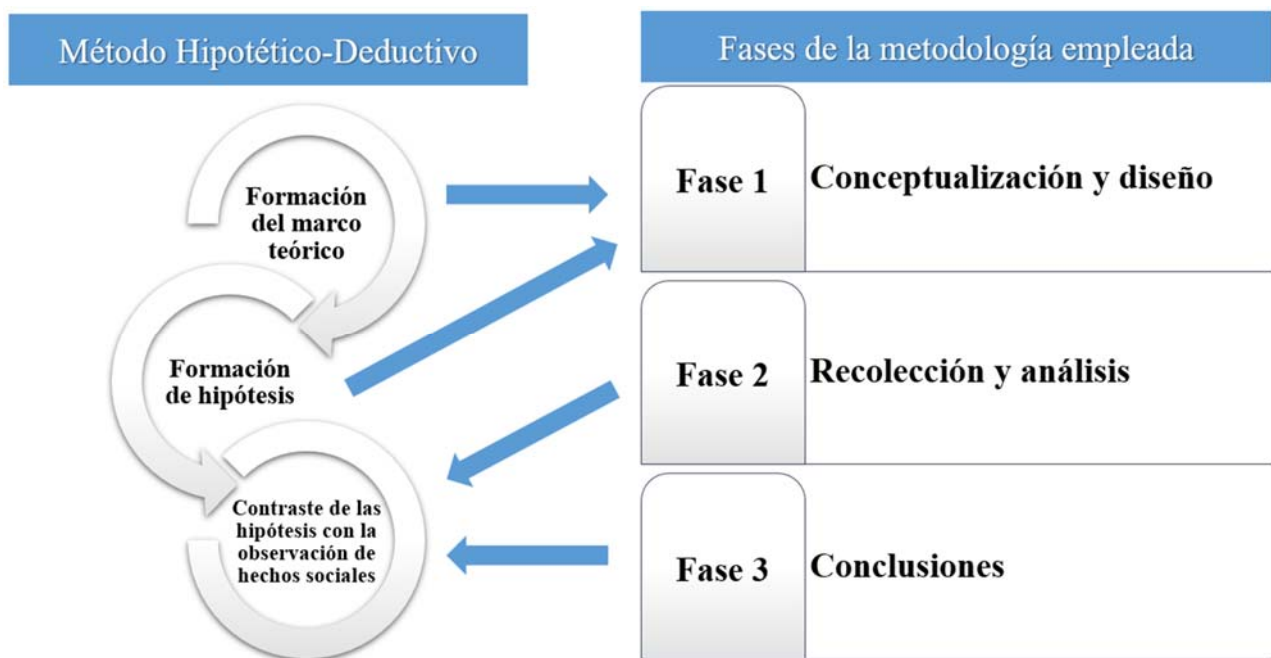 Método Hipotético-Deductivo
Formación
del marco
teórico
Formación
de hipótesis
Contraste de las
hipótesis con la
observación de
hechos sociales
Fases de la metodología empleada
Fase 1
Conceptualización y diseño
Fase 2
Recolección y análisis
Fase 3
Conclusiones